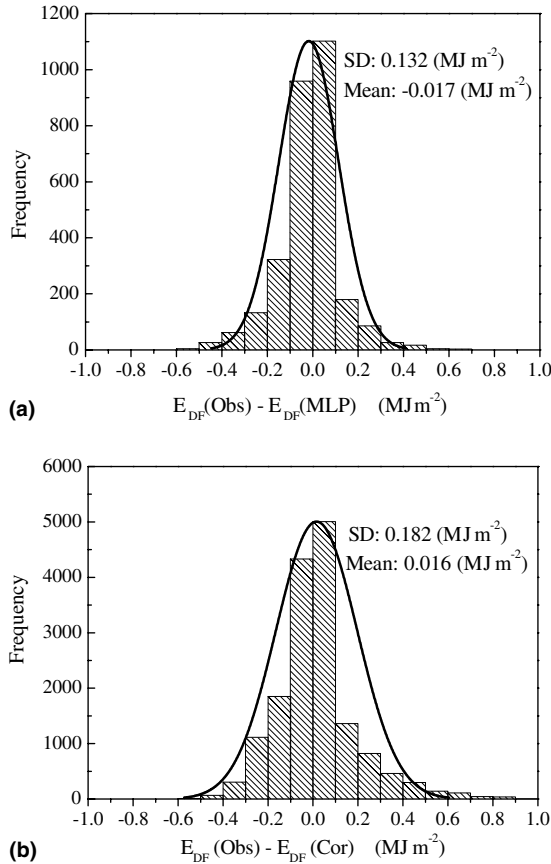 1200
1000
800
600
400
200
0
Frequency
SD: 0.132 (MJ m-2)
Mean: -0.017 (MJ m-2)
-1.0 -0.8 -0.6 -0.4 -0.2 0.0 0.2 0.4 0.6 0.8 1.0
(a)
EDF(Obs) - EDF(MLP) (MJ m-2)
6000
5000
4000
3000
2000
1000
0
Frequency
SD: 0.182 (MJ m-2)
Mean: 0.016 (MJ m-2)
-1.0 -0.8 -0.6 -0.4 -0.2 0.0 0.2 0.4 0.6 0.8 1.0
(b)
EDF(Obs) - EDF(Cor) (MJ m-2)